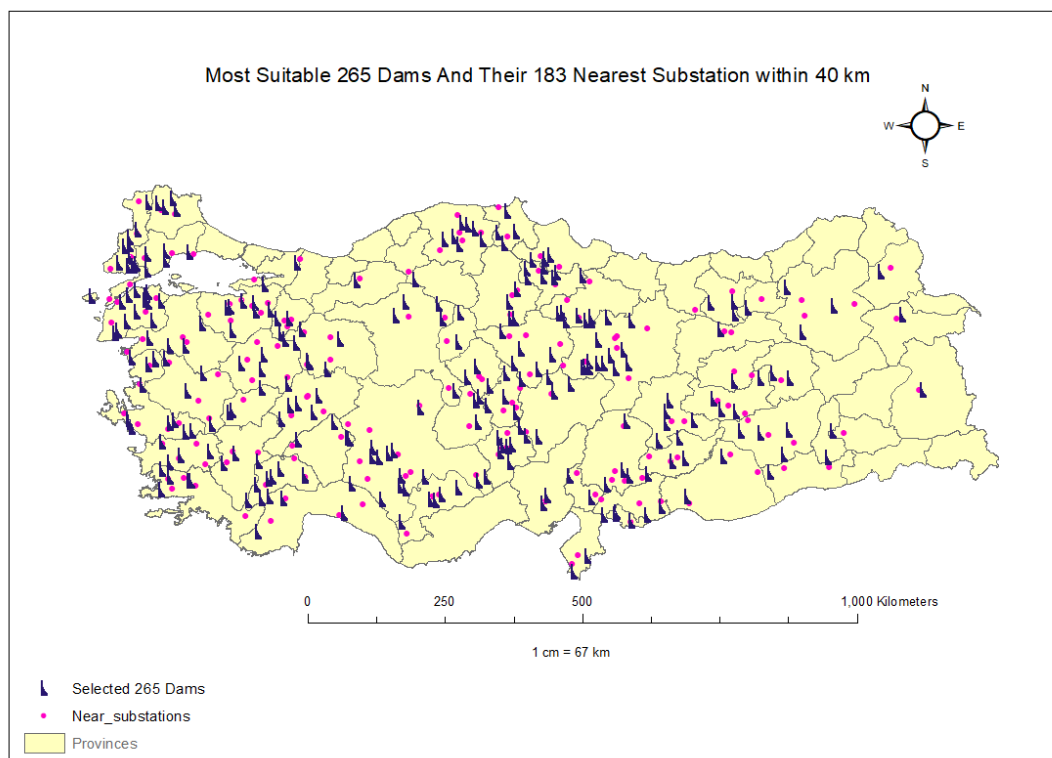 Most Suitable 265 Dams And Their 183 Nearest Substation within 40 km
N
W E
S
0 250 500 1,000 Kilometers
1 cm = 67 km
Selected 265 Dams
Near_substations
Provinces